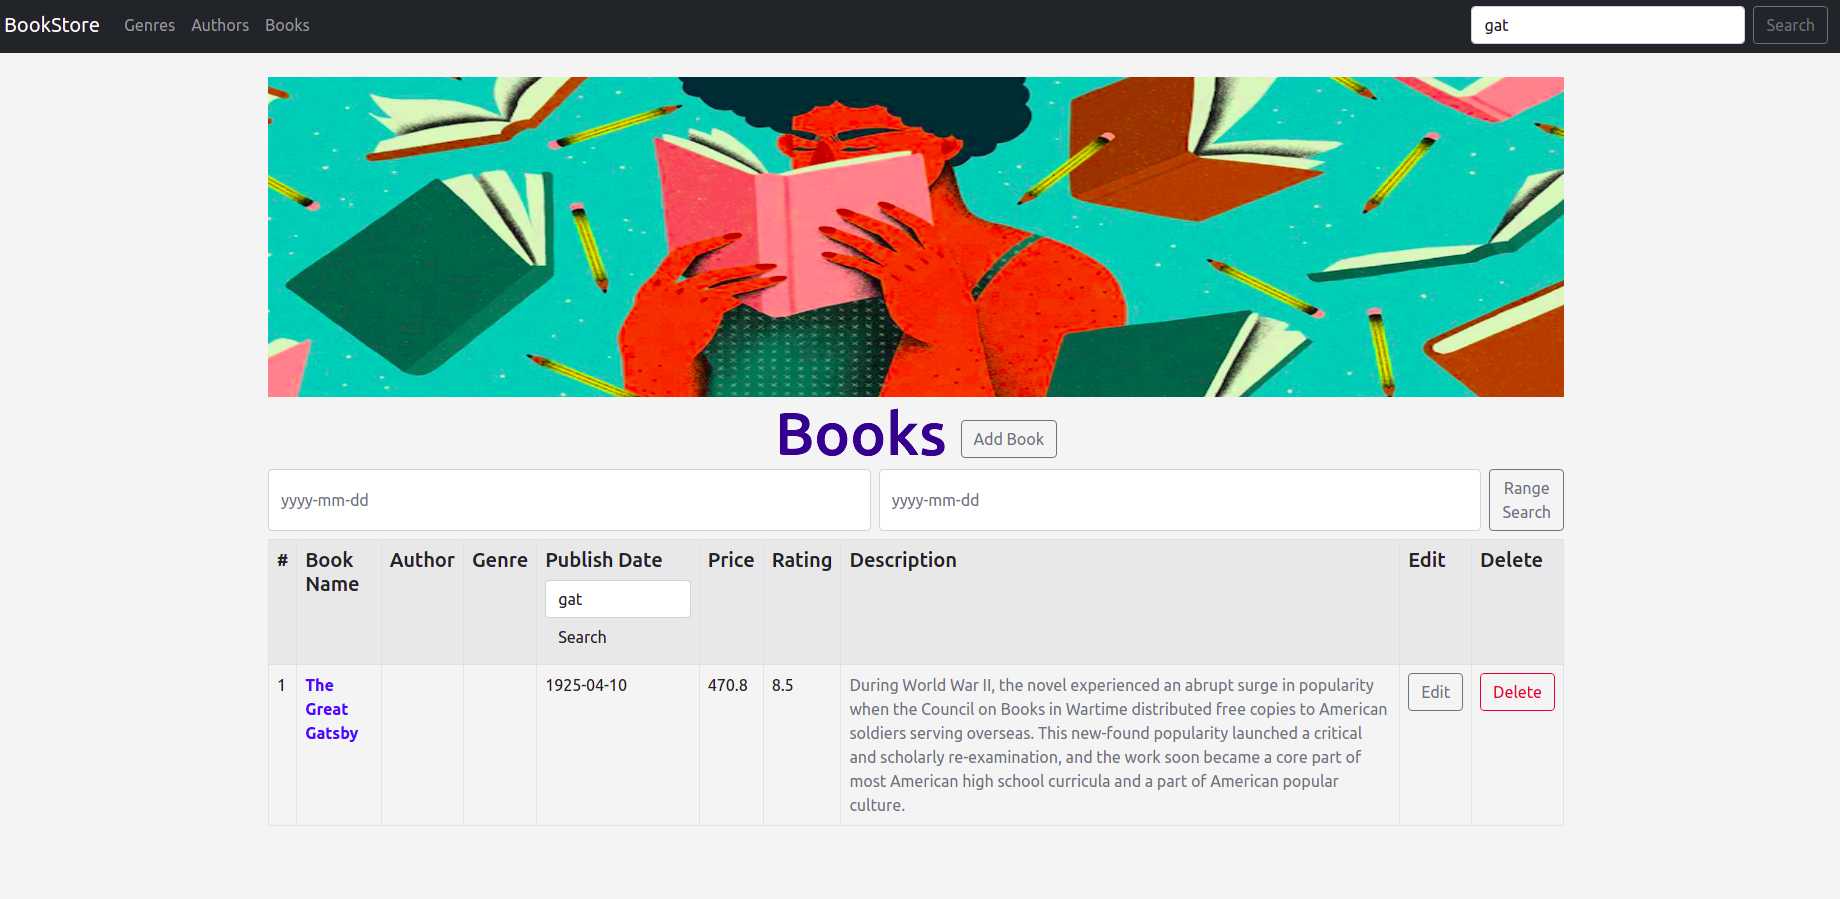 BookStore Genres Authors Books gat Search
Books Add Book
yyyy-mm-dd yyyy-mm-dd Range
Search
# Book Author Genre Publish Date Price Rating Description Edit Delete
Name
gat
Search
1 The 1925-04-10 470.8 8.5 During World War II, the novel experienced an abrupt surge in popularity Edit Delete
Great when the Council on Books in Wartime distributed free copies to American
Gatsby soldiers serving overseas. This new-found popularity launched a critical
and scholarly re-examination, and the work soon became a core part of
most American high school curricula and a part of American popular
culture.